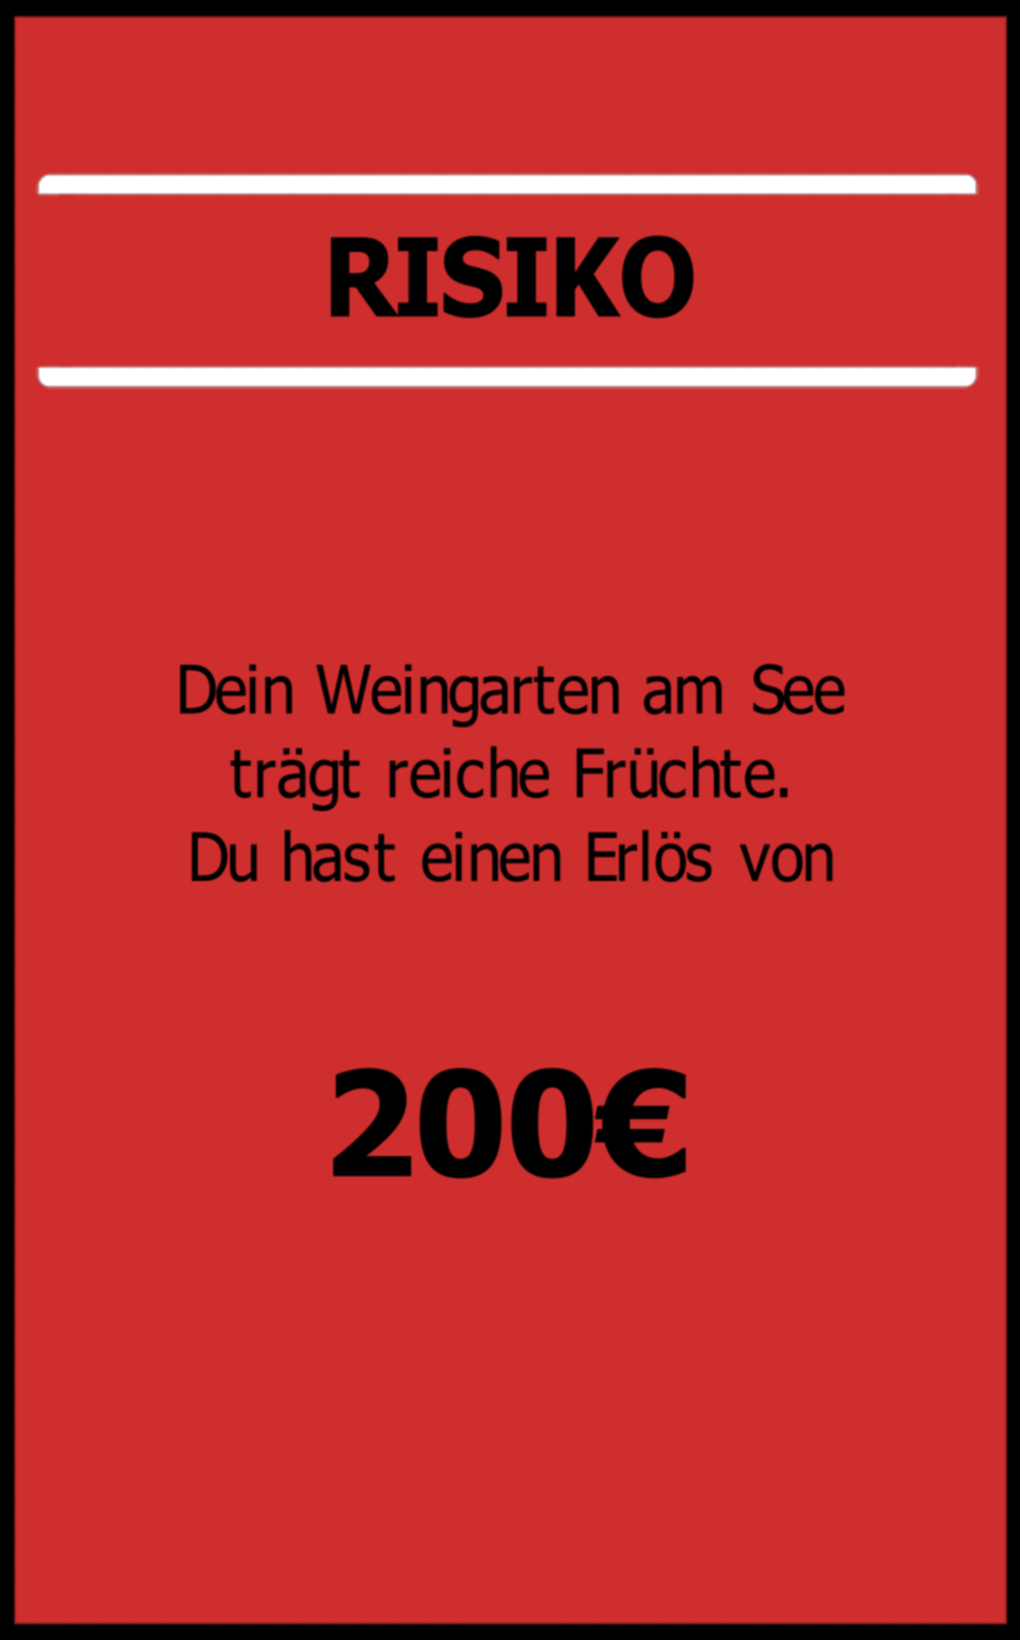 RISIKO
Dein Weingarten am See
trägt reiche Früchte.
Du hast einen Erlös von
200€